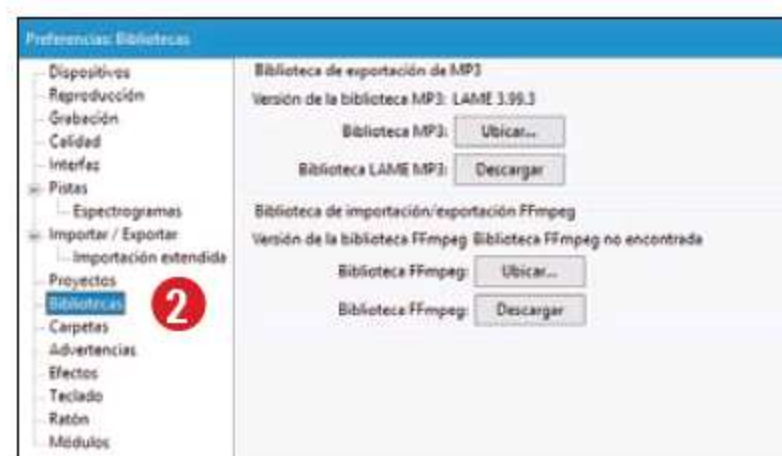 Preferencias: Bibliotecas
Dispositivos
Reproducción
Grabación
Calidad
Interfaz
Pistas
Espectrogramas
Importar / Exportar
Importación extendida
Proyectos
Bibliotecas
2
Carpetas
Advertencias
Efectos
Teclado
Ratón
Módulos
Biblioteca de exportación de MP3
Versión de la biblioteca MP3: LAME 3.99.3
Biblioteca MP3: Ubicar...
Biblioteca LAME MP3: Descargar
Biblioteca de importación/exportación FFmpeg
Versión de la biblioteca FFmpeg Biblioteca FFmpeg no encontrada
Biblioteca FFmpeg: Ubicar...
Biblioteca FFmpeg: Descargar